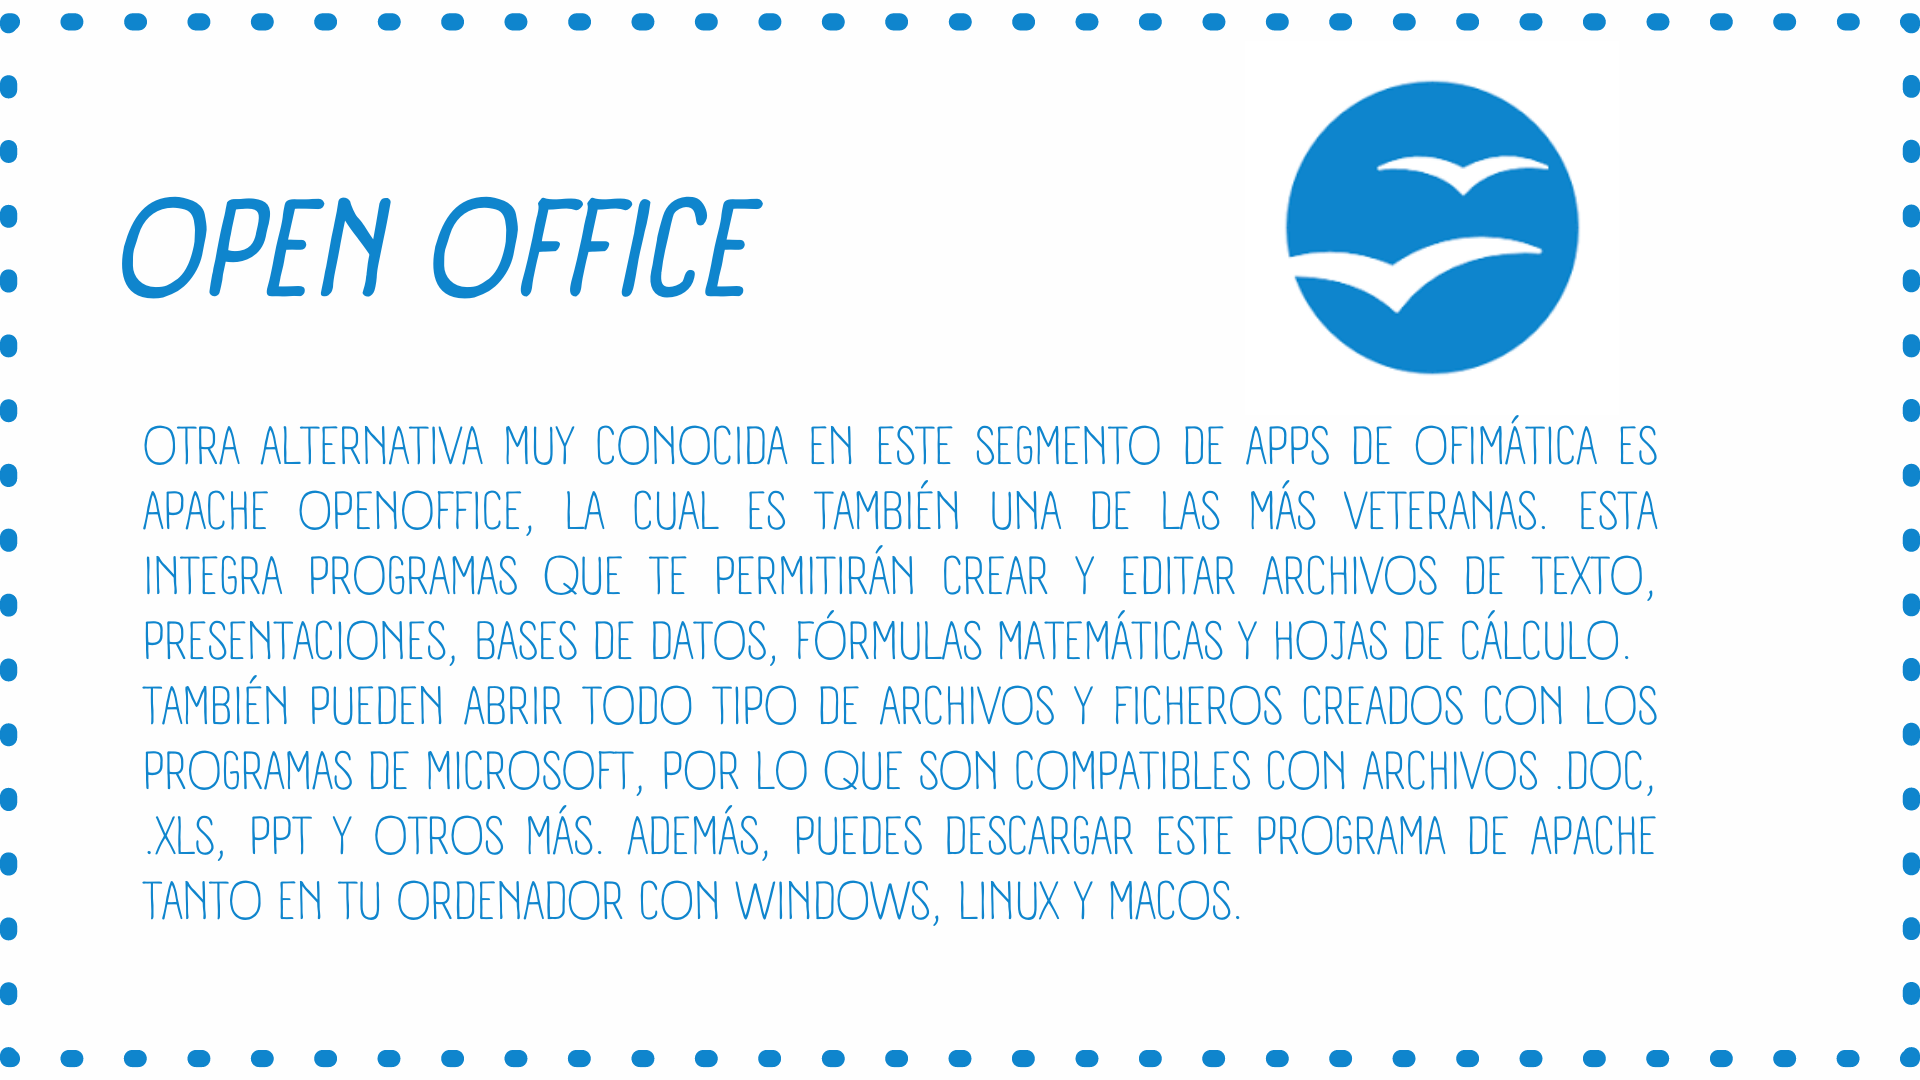 OPEN OFFICE
OTRA ALTERNATIVA MUY CONOCIDA EN ESTE SEGMENTO DE APPS DE OFIMÁTICA ES
APACHE OPENOFFICE, LA CUAL ES TAMBIÉN UNA DE LAS MÁS VETERANAS. ESTA
INTEGRA PROGRAMAS QUE TE PERMITIRÁN CREAR Y EDITAR ARCHIVOS DE TEXTO,
PRESENTACIONES, BASES DE DATOS, FÓRMULAS MATEMÁTICAS Y HOJAS DE CÁLCULO.
TAMBIÉN PUEDEN ABRIR TODO TIPO DE ARCHIVOS Y FICHEROS CREADOS CON LOS
PROGRAMAS DE MICROSOFT, POR LO QUE SON COMPATIBLES CON ARCHIVOS .DOC,
.XLS, PPT Y OTROS MÁS. ADEMÁS, PUEDES DESCARGAR ESTE PROGRAMA DE APACHE
TANTO EN TU ORDENADOR CON WINDOWS, LINUX Y MACOS.